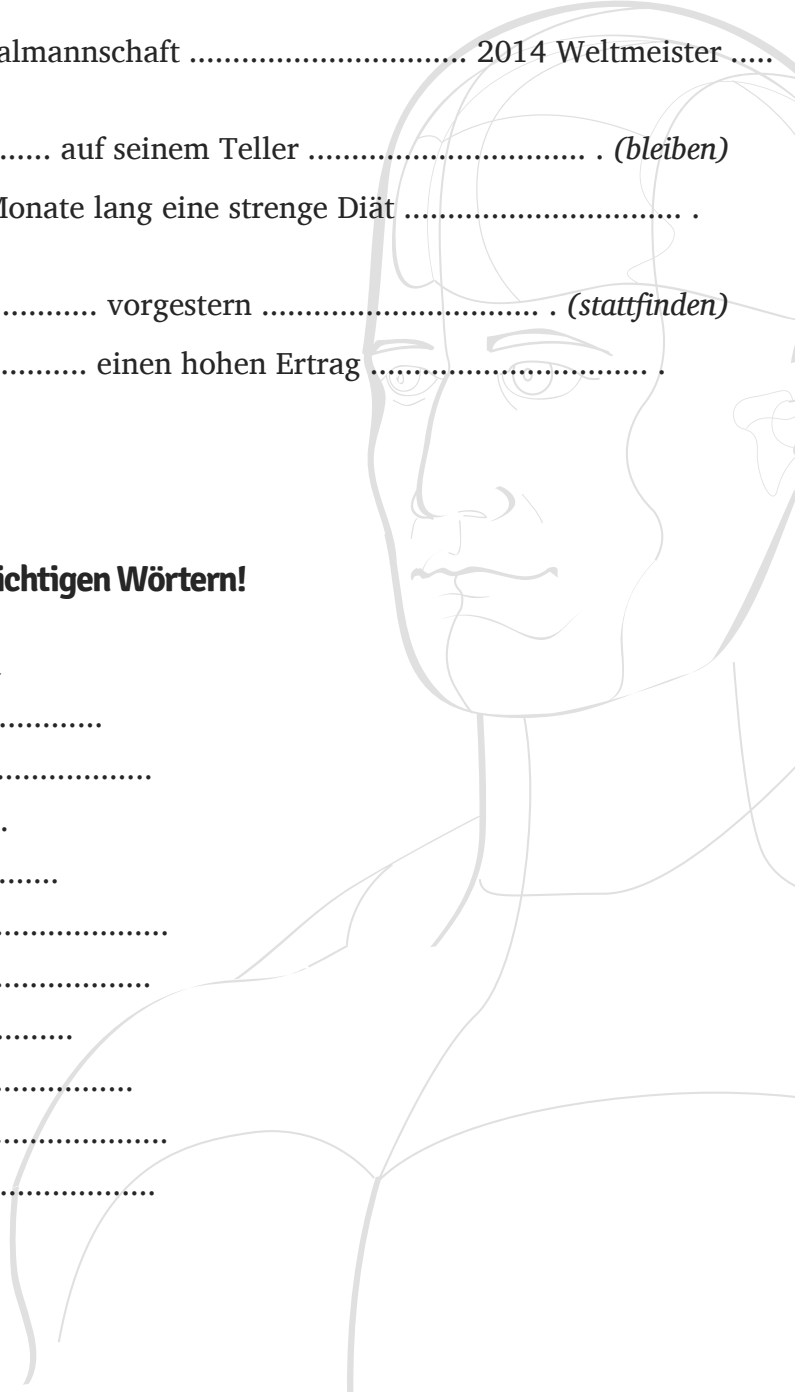 almannschaft ................................ 2014 Weltmeister .....
...... auf seinem Teller ................................ . (bleiben)
Monate lang eine strenge Diät ................................ .
........... vorgestern ................................ . (stattfinden)
.......... einen hohen Ertrag ................................ .
ichtigen Wörtern!
............
..................
.
.......
....................
..................
.........
................
....................
..................